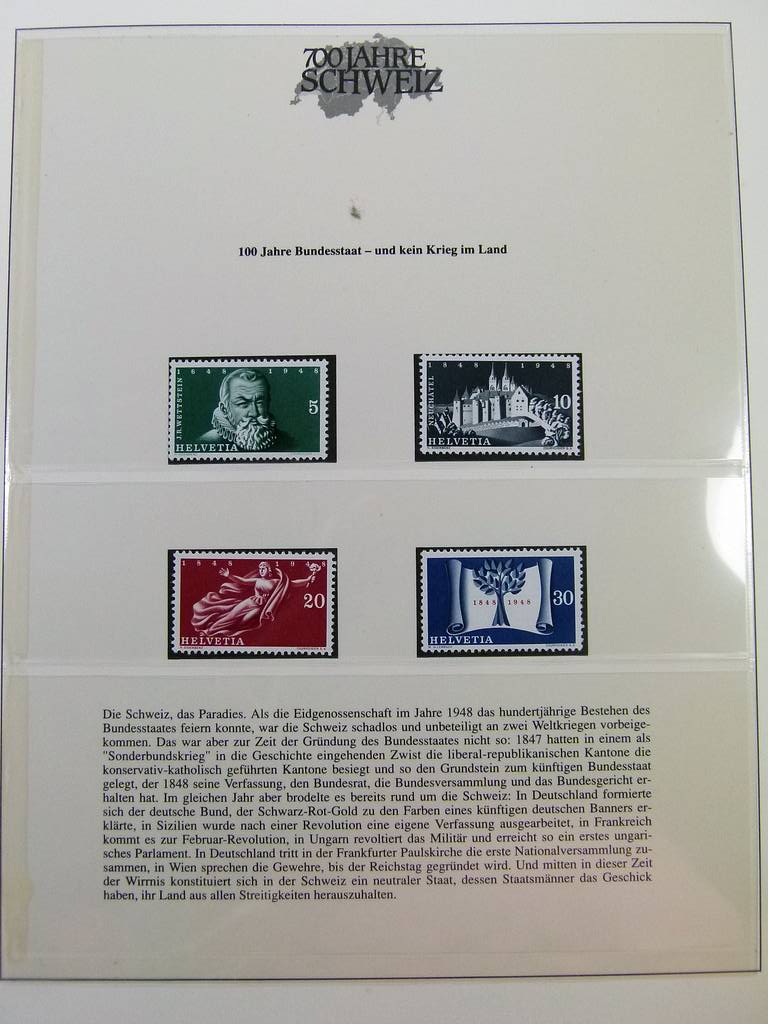 700 JAHRE
SCHWEIZ
100 Jahre Bundesstaat – und kein Krieg im Land
1648 1948
J.R.WETTSTEIN
5
HELVETIA
1848 1948
NEUCHÂTEL
10
HELVETIA
1848 1948
20
HELVETIA
1848 1948
30
HELVETIA
Die Schweiz, das Paradies. Als die Eidgenossenschaft im Jahre 1948 das hundertjährige Bestehen des
Bundesstaates feiern konnte, war die Schweiz schadlos und unbeteiligt an zwei Weltkriegen vorbeige-
kommen. Das war aber zur Zeit der Gründung des Bundesstaates nicht so: 1847 hatten in einem als
"Sonderbundskrieg" in die Geschichte eingehenden Zwist die liberal-republikanischen Kantone die
konservativ-katholisch geführten Kantone besiegt und so den Grundstein zum künftigen Bundesstaat
gelegt, der 1848 seine Verfassung, den Bundesrat, die Bundesversammlung und das Bundesgericht er-
halten hat. Im gleichen Jahr aber brodelte es bereits rund um die Schweiz: In Deutschland formierte
sich der deutsche Bund, der Schwarz-Rot-Gold zu den Farben eines künftigen deutschen Banners er-
klärte, in Sizilien wurde nach einer Revolution eine eigene Verfassung ausgearbeitet, in Frankreich
kommt es zur Februar-Revolution, in Ungarn revoltiert das Militär und erreicht so ein erstes ungari-
sches Parlament. In Deutschland tritt in der Frankfurter Paulskirche die erste Nationalversammlung zu-
sammen, in Wien sprechen die Gewehre, bis der Reichstag gegründet wird. Und mitten in dieser Zeit
der Wirrnis konstituiert sich in der Schweiz ein neutraler Staat, dessen Staatsmänner das Geschick
haben, ihr Land aus allen Streitigkeiten herauszuhalten.